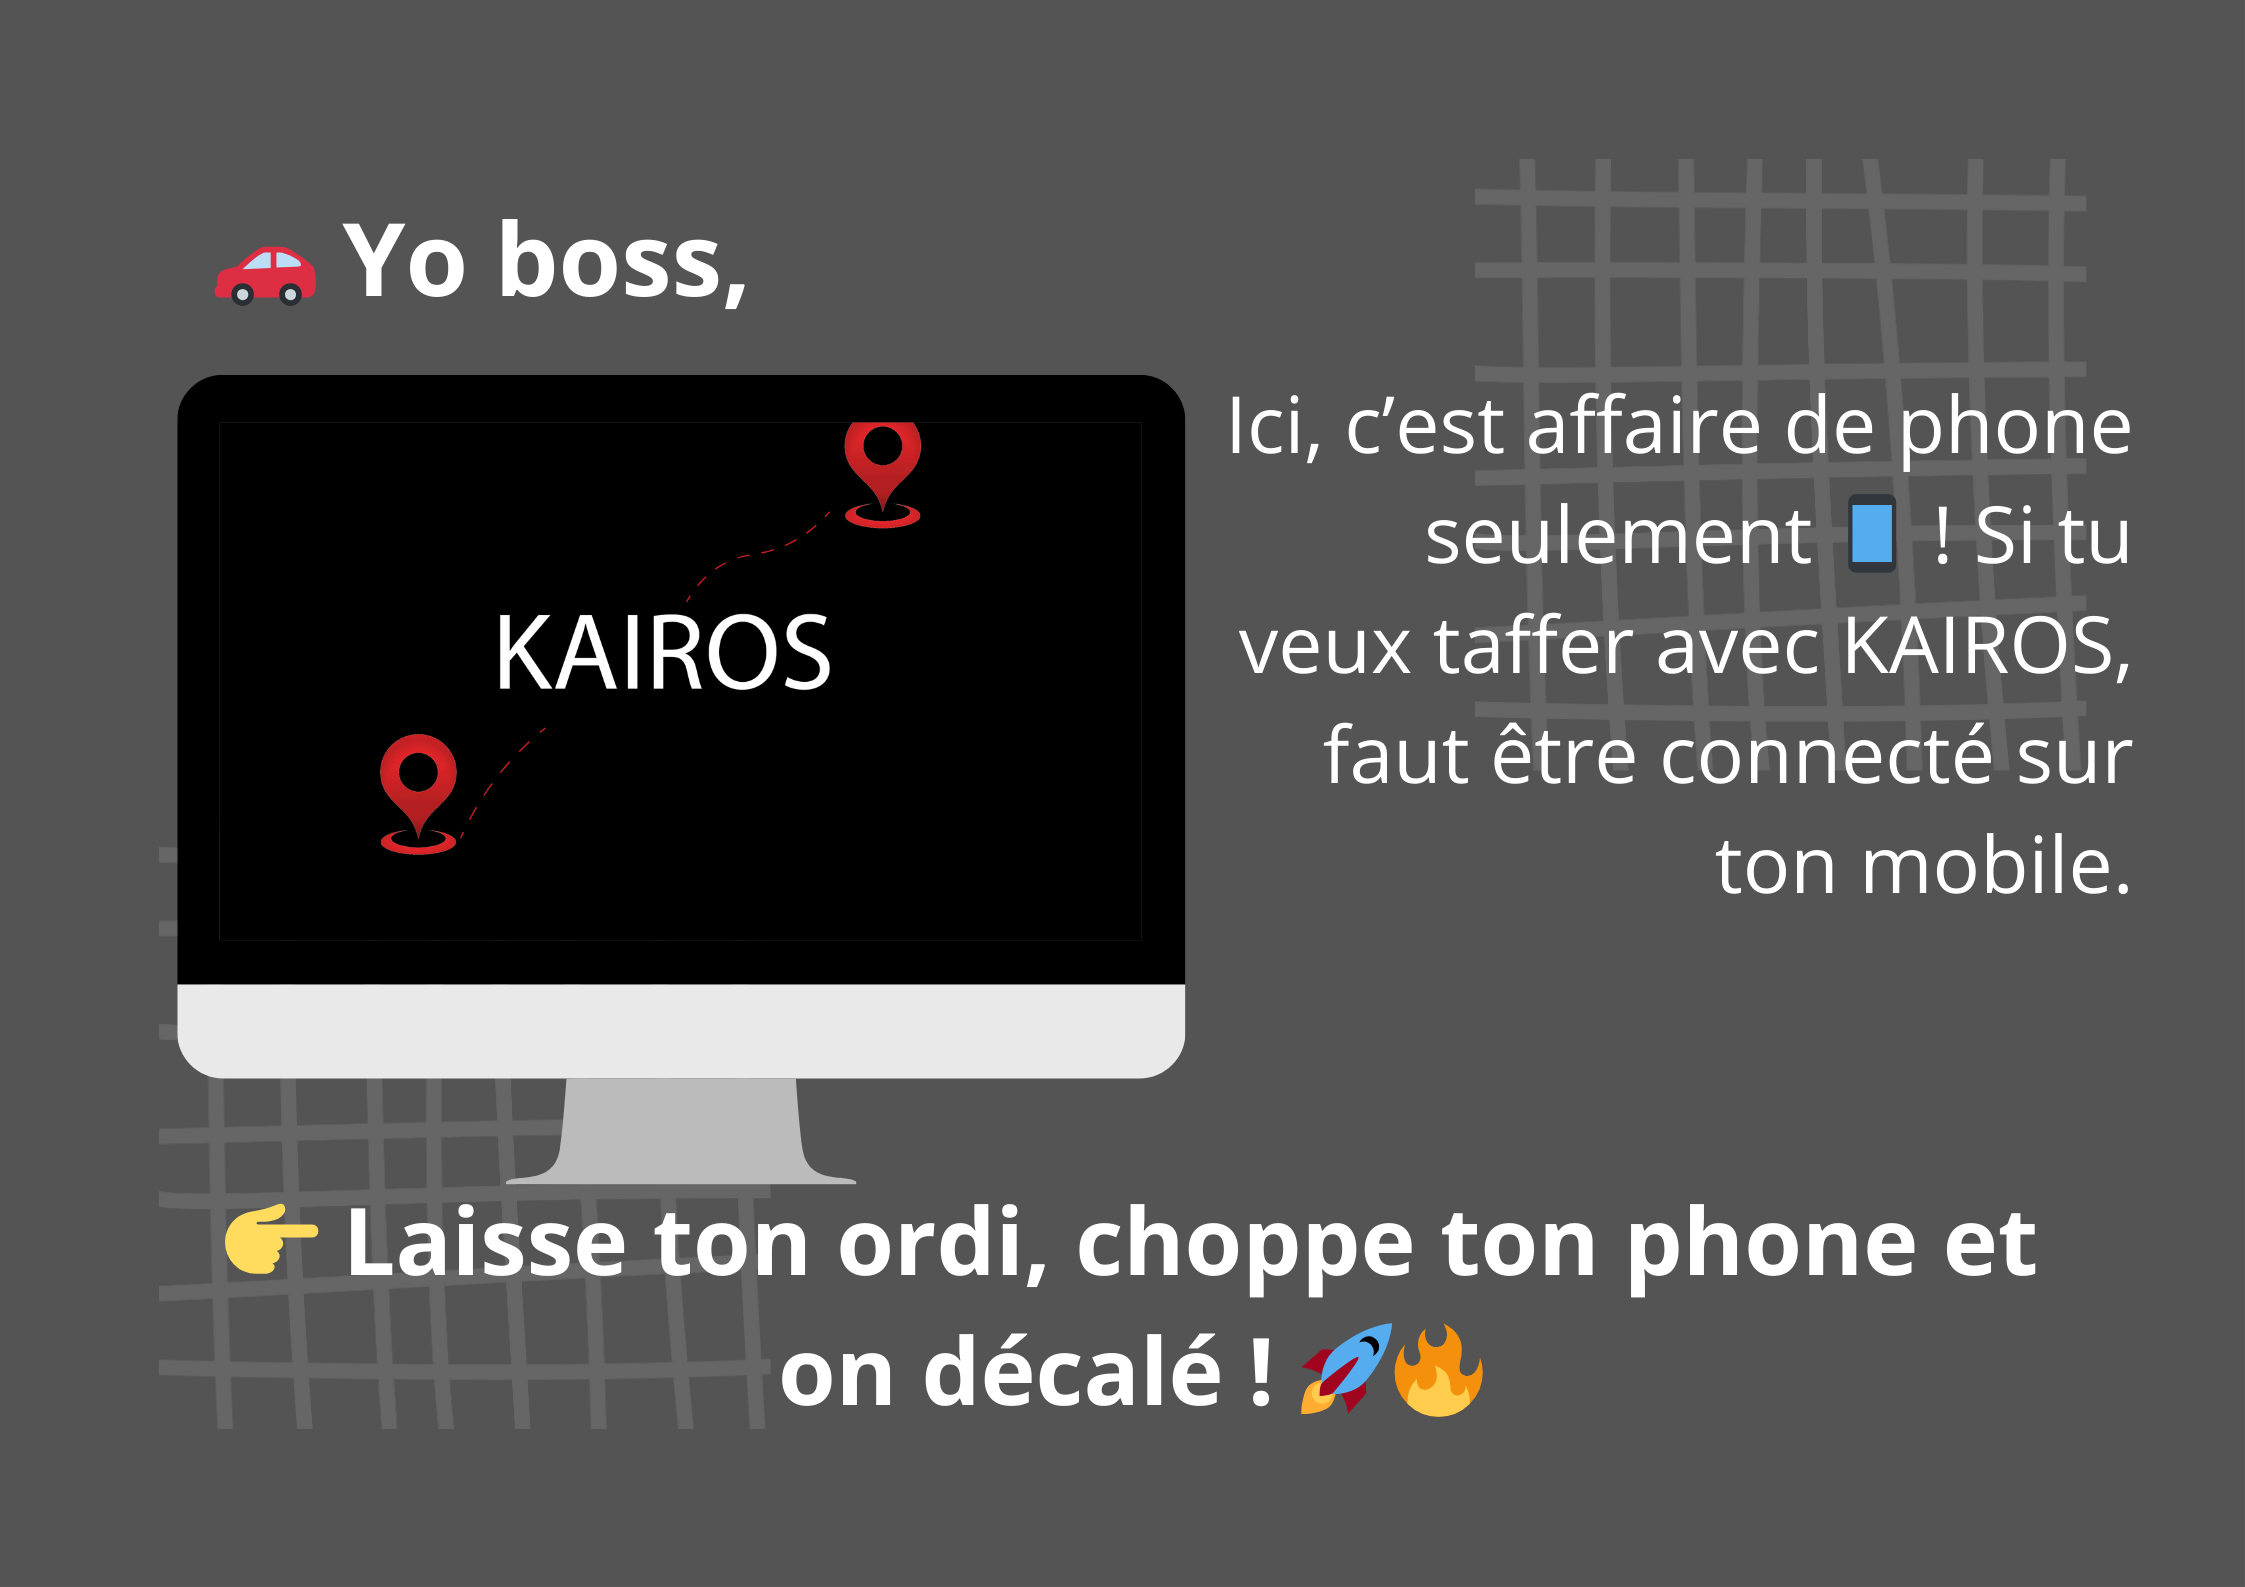 🚗 Yo boss,
KAIROS
Ici, c’est affaire de phone
seulement 📱 ! Si tu
veux taffer avec KAIROS,
faut être connecté sur
ton mobile.
👉 Laisse ton ordi, choppe ton phone et
on décalé ! 🚀🔥